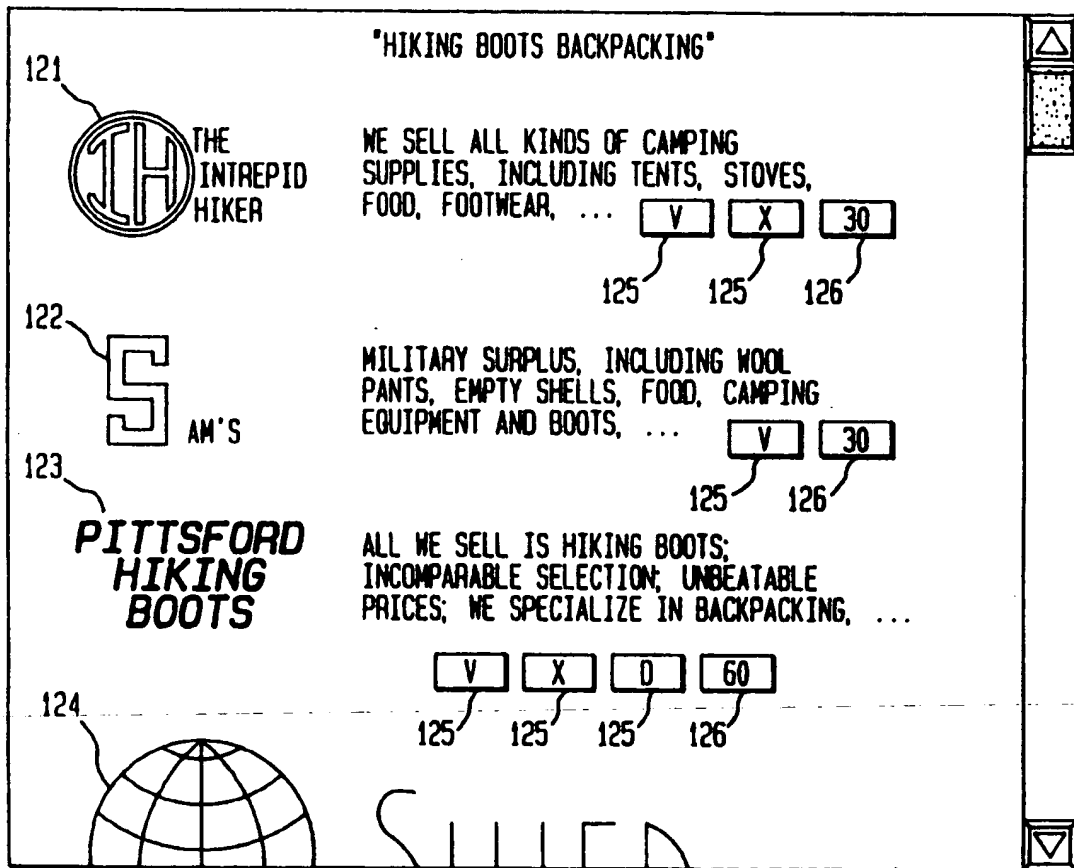 "HIKING BOOTS BACKPACKING"
121
IH
THE
INTREPID
HIKER
WE SELL ALL KINDS OF CAMPING
SUPPLIES, INCLUDING TENTS, STOVES,
FOOD, FOOTWEAR, ...
V X 30
125 125 126
122
S AM'S
MILITARY SURPLUS, INCLUDING WOOL
PANTS, EMPTY SHELLS, FOOD, CAMPING
EQUIPMENT AND BOOTS, ...
V 30
125 126
123
PITTSFORD
HIKING
BOOTS
ALL WE SELL IS HIKING BOOTS;
INCOMPARABLE SELECTION; UNBEATABLE
PRICES; WE SPECIALIZE IN BACKPACKING, ...
V X D 60
125 125 125 126
124